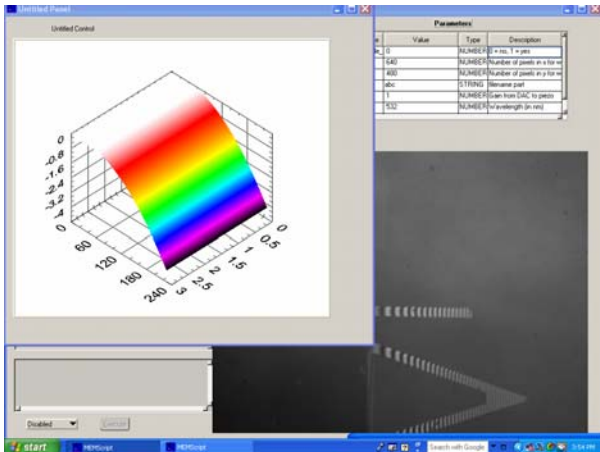 Untitled Panel
Untitled Control
0
-0.8
-1.6
-2.4
-3.2
-4
0
60
120
180
240
3
2.5
2
1.5
1
0.5
0
Parameters
Value Type Description
0 NUMBER 0 = no, 1 = yes
640 NUMBER Number of pixels in x for w
480 NUMBER Number of pixels in y for w
abc STRING filename part
1 NUMBER Gain from DAC to piezo
532 NUMBER Wavelength (in nm)
Disabled
Execute
start MEMScript MEMScript Search with Google 5:54 PM